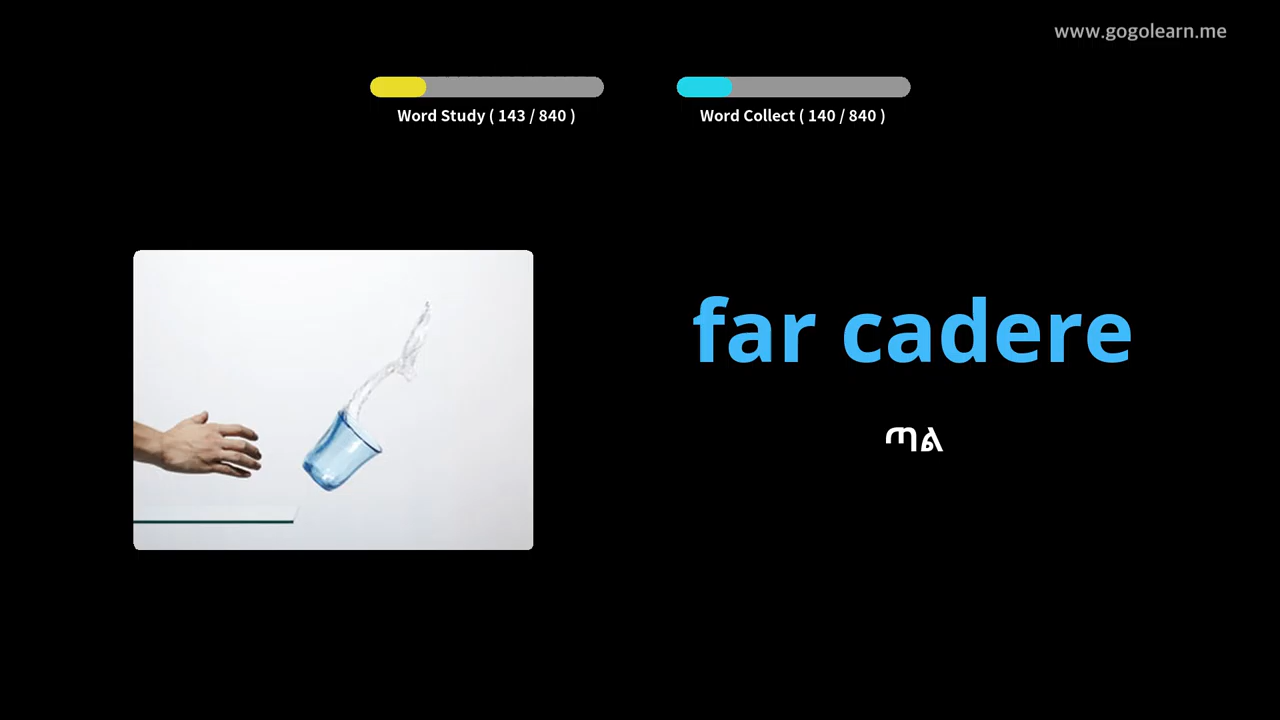 www.gogolearn.me
Word Study ( 143 / 840 )
Word Collect ( 140 / 840 )
far cadere
ጣል